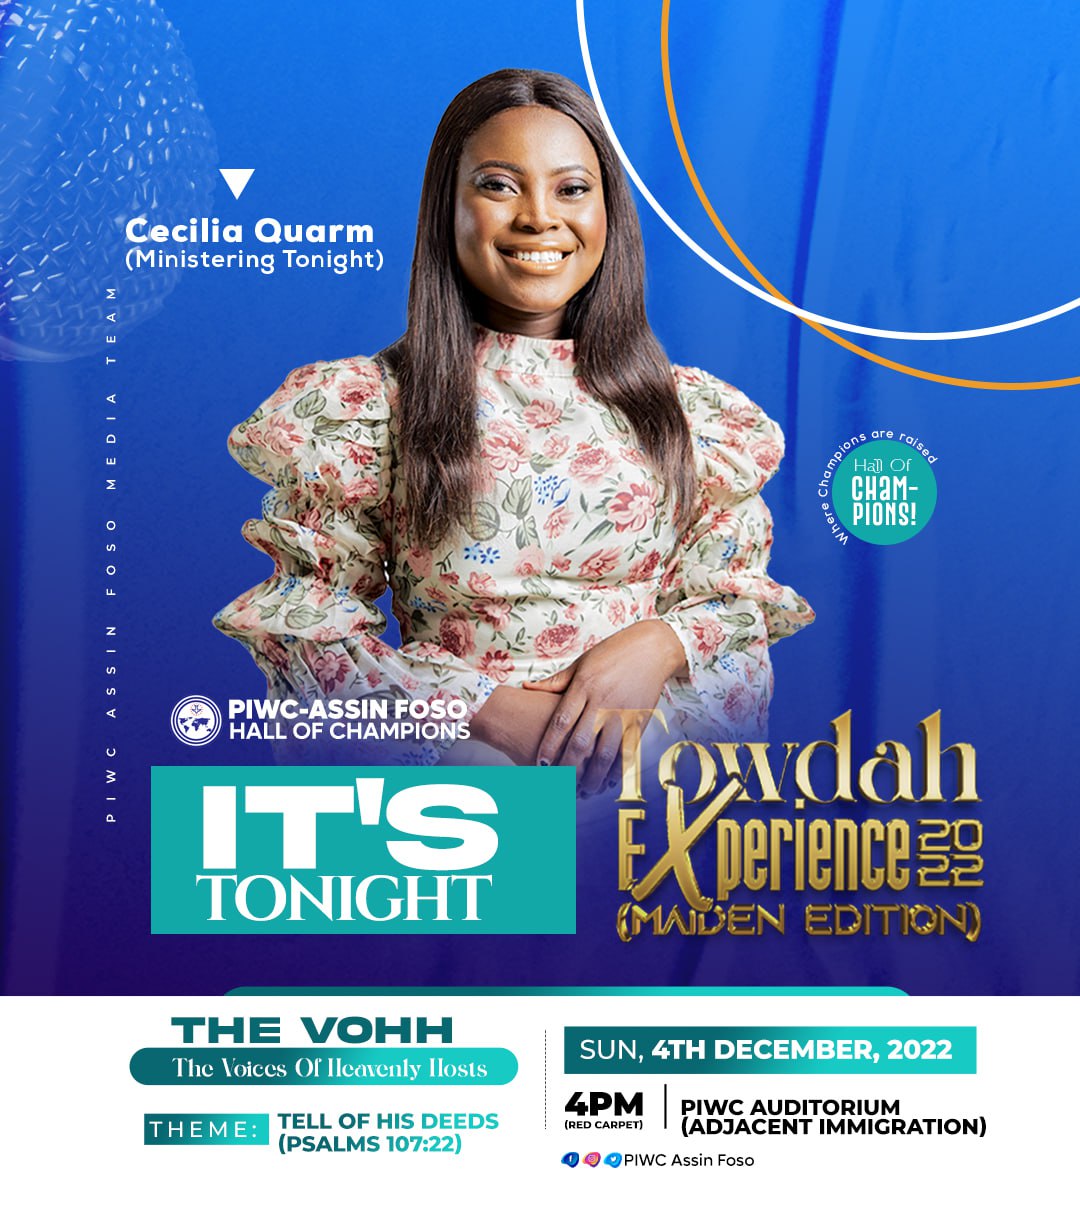 Cecilia Quarm
(Ministering Tonight)
PIWC ASSIN FOSO MEDIA TEAM
Where Champions are raised
Hall Of
CHAM-
PIONS!
PIWC-ASSIN FOSO
HALL OF CHAMPIONS
IT'S
TONIGHT
Towdah
EXperience 2022
(MAIDEN EDITION)
THE VOHH
The Voices Of Heavenly Hosts
THEME: TELL OF HIS DEEDS
(PSALMS 107:22)
SUN, 4TH DECEMBER, 2022
4PM
(RED CARPET)
PIWC AUDITORIUM
(ADJACENT IMMIGRATION)
PIWC Assin Foso